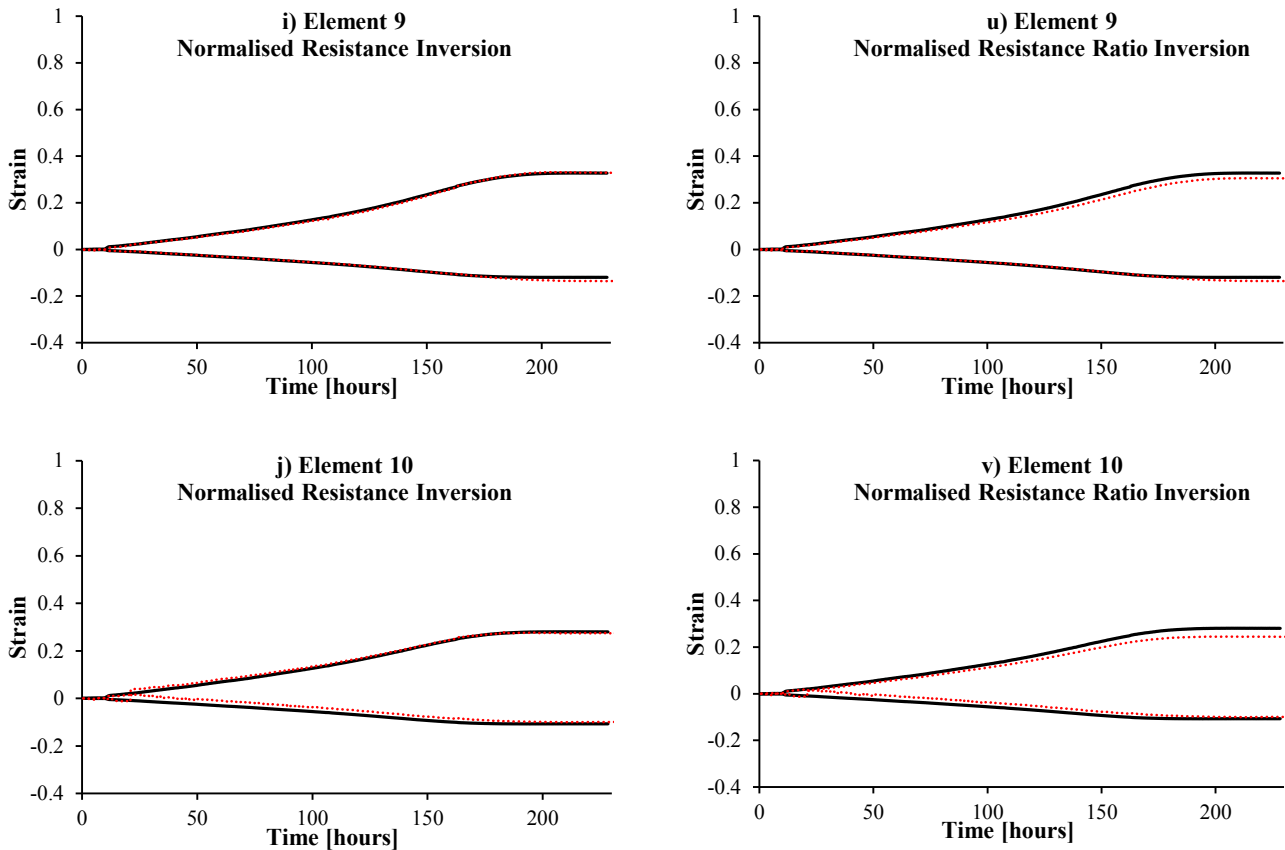 i) Element 9
Normalised Resistance Inversion
1
0.8
0.6
0.4
0.2
0
-0.2
-0.4
Strain
0 50 100 150 200
Time [hours]
u) Element 9
Normalised Resistance Ratio Inversion
1
0.8
0.6
0.4
0.2
0
-0.2
-0.4
Strain
0 50 100 150 200
Time [hours]
j) Element 10
Normalised Resistance Inversion
1
0.8
0.6
0.4
0.2
0
-0.2
-0.4
Strain
0 50 100 150 200
Time [hours]
v) Element 10
Normalised Resistance Ratio Inversion
1
0.8
0.6
0.4
0.2
0
-0.2
-0.4
Strain
0 50 100 150 200
Time [hours]